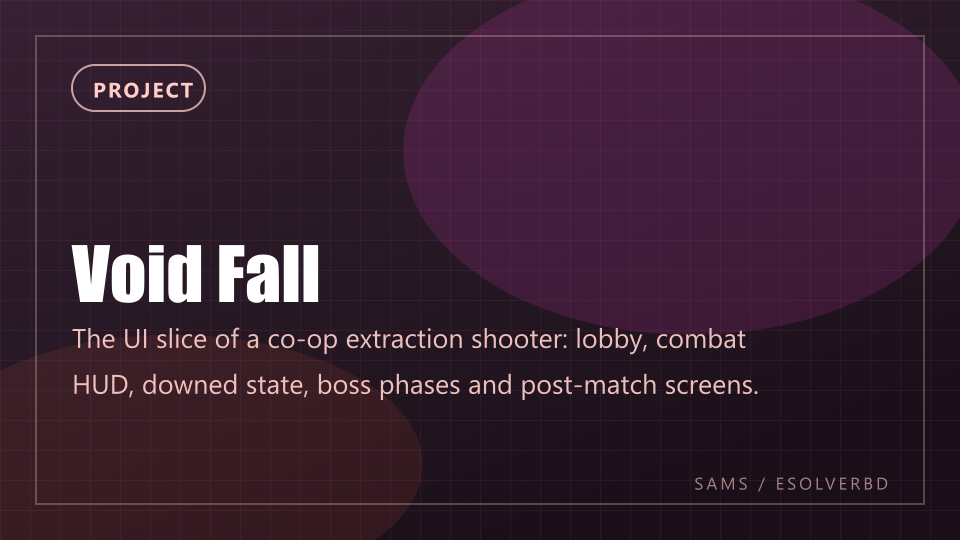 PROJECT
Void Fall
The UI slice of a co-op extraction shooter: lobby, combat
HUD, downed state, boss phases and post-match screens.
SAMS / ESOLVERBD